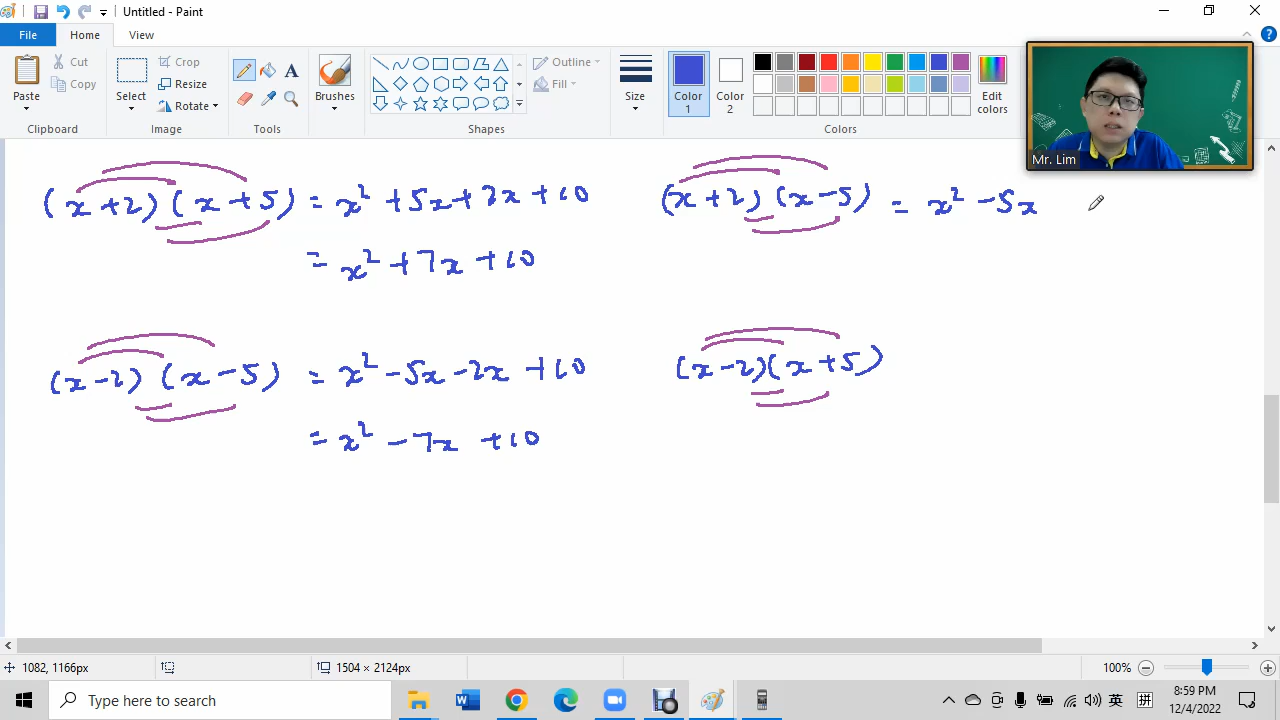 Untitled - Paint
File Home View
Paste Cut Copy Clipboard
Select Crop Resize Rotate Image
Tools
Brushes
Shapes Outline Fill
Size
Color 1 Color 2 Edit colors Colors
Mr. Lim
(x+2)(x+5) = x² + 5x + 2x + 10
= x² + 7x + 10
(x+2)(x-5) = x² - 5x
(x-2)(x-5) = x² - 5x - 2x + 10
= x² - 7x + 10
(x-2)(x+5)
1082, 1166px 1504 × 2124px 100%
Type here to search
英 拼 8:59 PM
12/4/2022